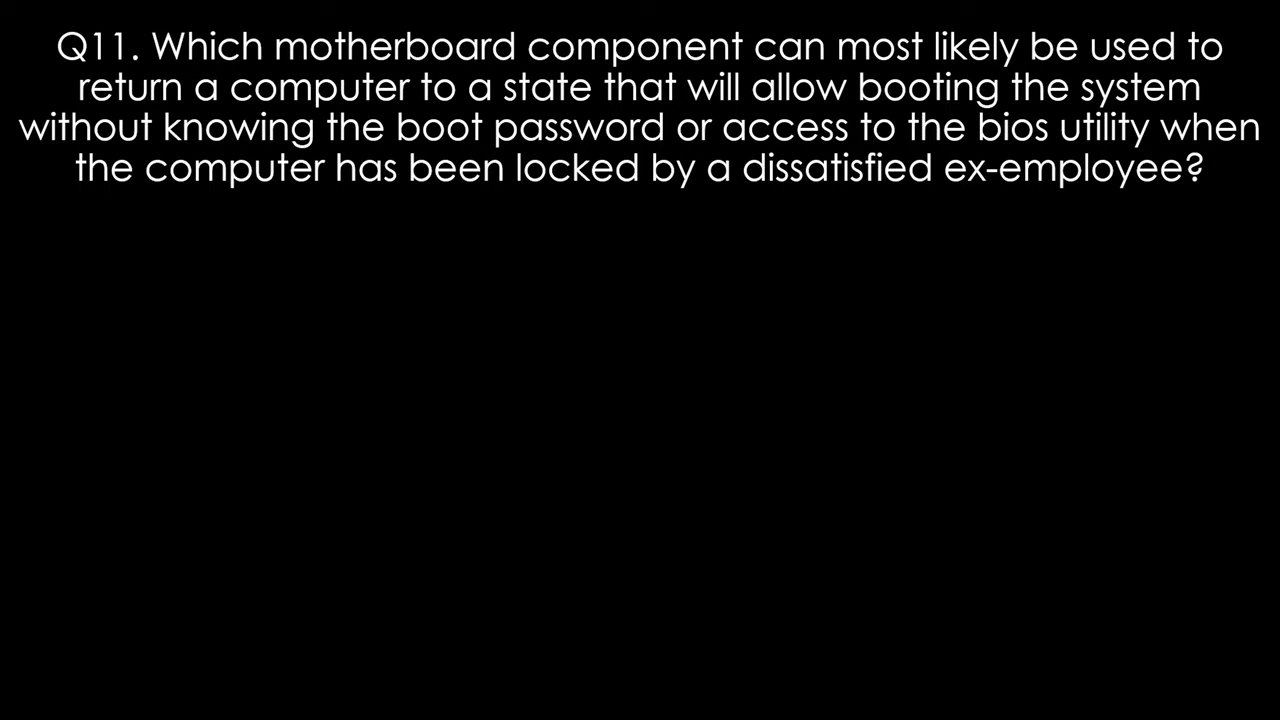 Q11. Which motherboard component can most likely be used to
return a computer to a state that will allow booting the system
without knowing the boot password or access to the bios utility when
the computer has been locked by a dissatisfied ex-employee?